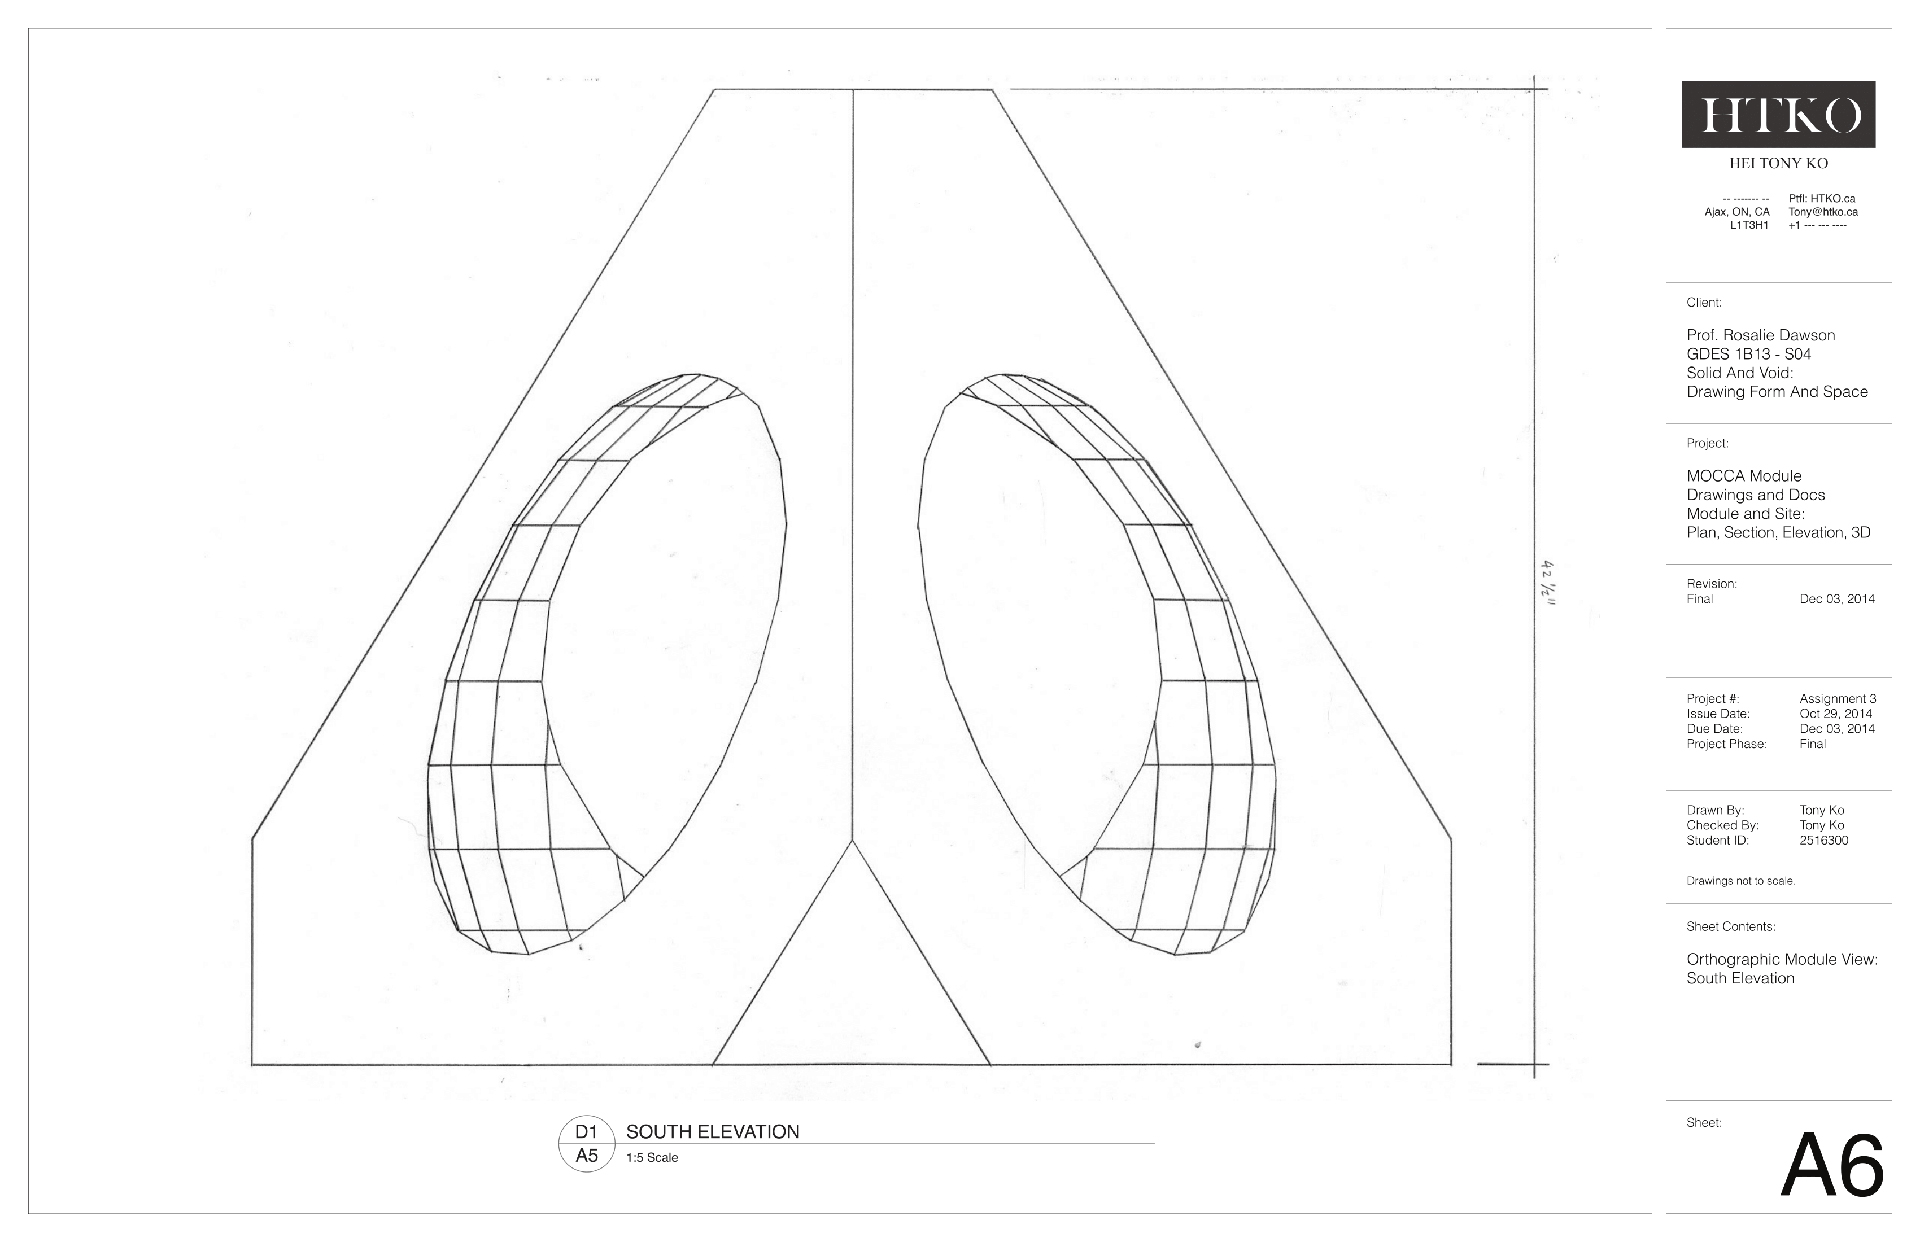 HTKO
HEI TONY KO
-- ------- --
Ajax, ON, CA
L1T3H1
Ptfl: HTKO.ca
Tony@htko.ca
+1 --- --- ----
Client:
Prof. Rosalie Dawson
GDES 1B13 - S04
Solid And Void:
Drawing Form And Space
Project:
MOCCA Module
Drawings and Docs
Module and Site:
Plan, Section, Elevation, 3D
Revision:
Final Dec 03, 2014
Project #: Assignment 3
Issue Date: Oct 29, 2014
Due Date: Dec 03, 2014
Project Phase: Final
Drawn By: Tony Ko
Checked By: Tony Ko
Student ID: 2516300
Drawings not to scale.
Sheet Contents:
Orthographic Module View:
South Elevation
Sheet:
A6
42 ½"
D1
A5
SOUTH ELEVATION
1:5 Scale